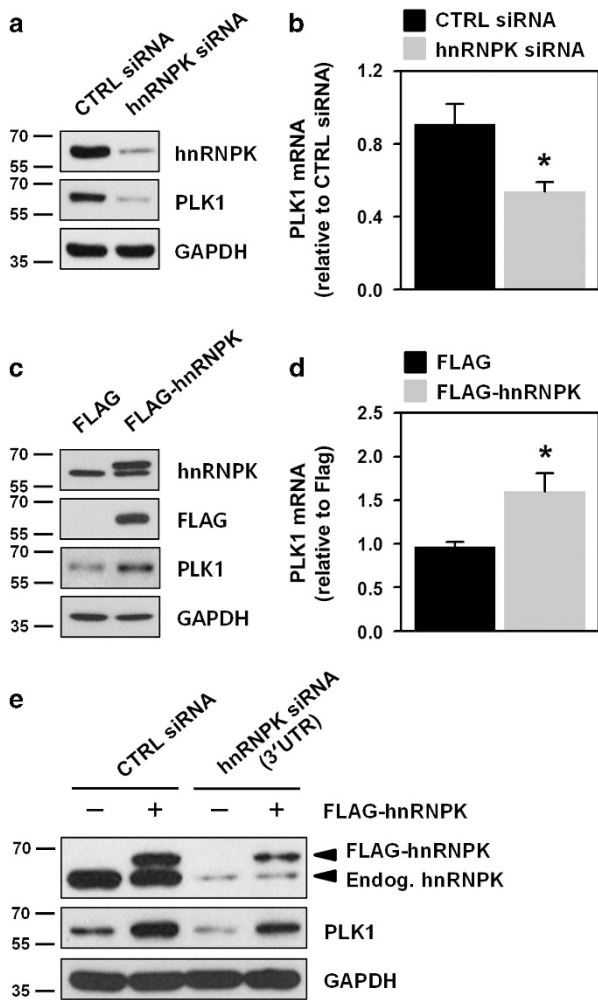 a
CTRL siRNA
hnRNPK siRNA
70
55
hnRNPK
70
55
PLK1
35
GAPDH
b
CTRL siRNA
hnRNPK siRNA
PLK1 mRNA
(relative to CTRL siRNA)
1.2
0.8
0.4
0.0
*
c
FLAG
FLAG-hnRNPK
70
55
hnRNPK
70
55
FLAG
70
55
PLK1
35
GAPDH
d
FLAG
FLAG-hnRNPK
PLK1 mRNA
(relative to Flag)
2.5
2.0
1.5
1.0
0.5
0.0
*
e
CTRL siRNA
hnRNPK siRNA
(3'UTR)
− + − + FLAG-hnRNPK
70
FLAG-hnRNPK
Endog. hnRNPK
70
55
PLK1
35
GAPDH